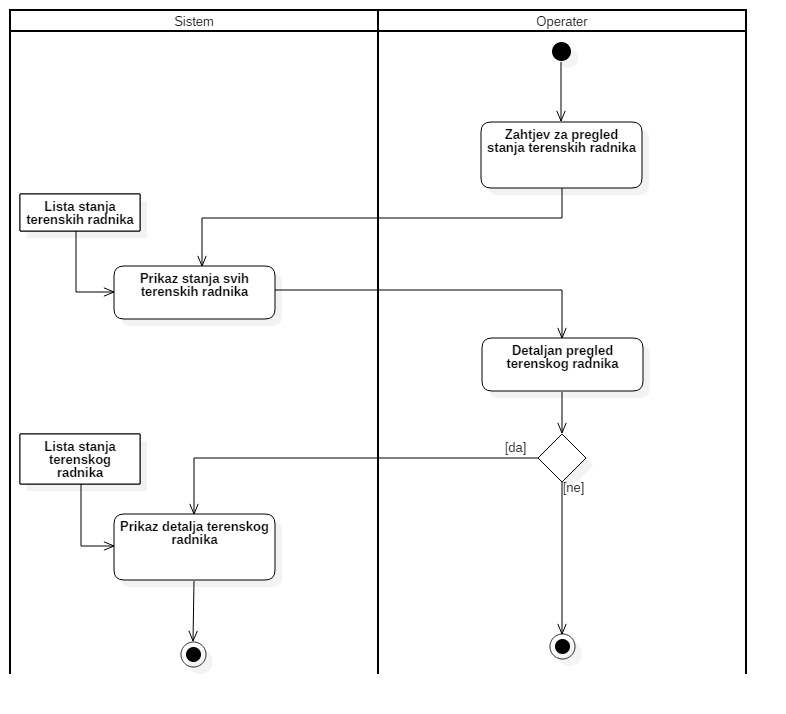 Sistem
Operater
Zahtjev za pregled
stanja terenskih radnika
Lista stanja
terenskih radnika
Prikaz stanja svih
terenskih radnika
Detaljan pregled
terenskog radnika
Lista stanja
terenskog
radnika
[da]
[ne]
Prikaz detalja terenskog
radnika